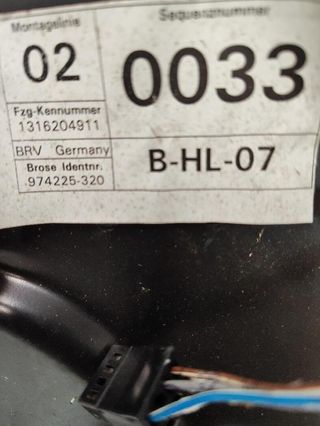 Montagelinie
Sequenznummer
02
0033
Fzg-Kennummer
1316204911
BRV Germany
B-HL-07
Brose Identnr.
974225-320